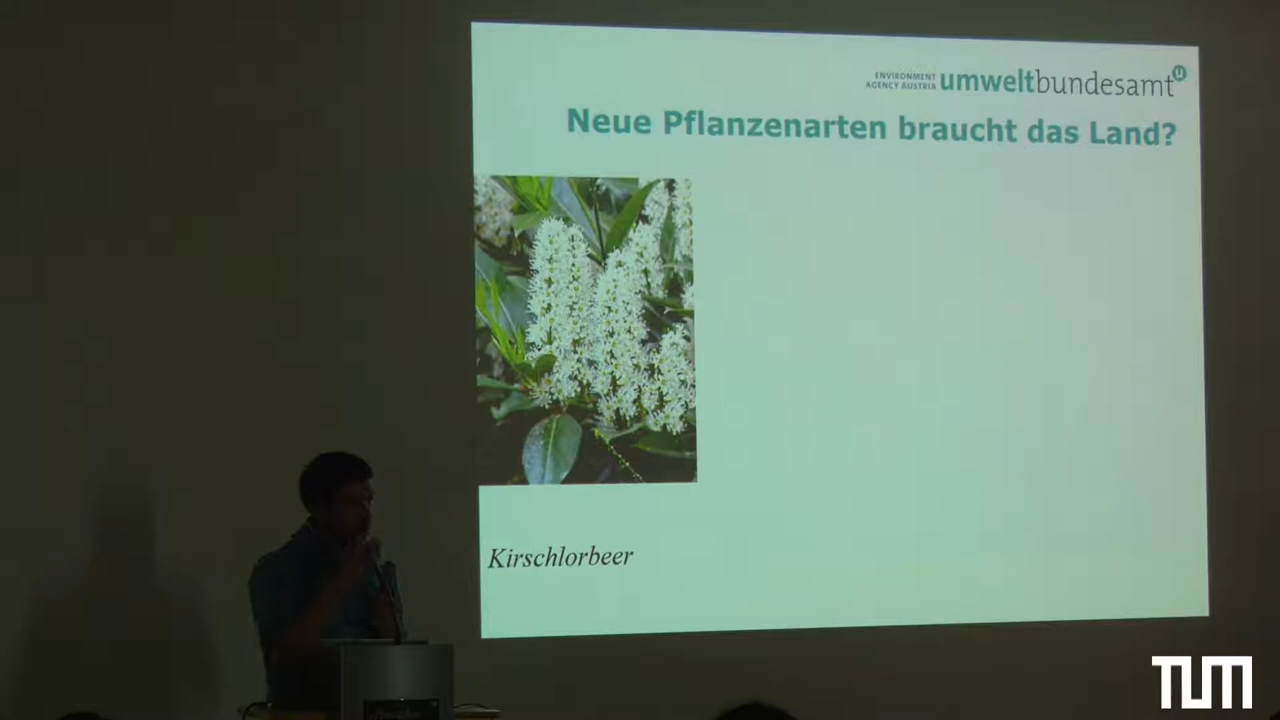 ENVIRONMENT
AGENCY AUSTRIA
umweltbundesamt
u
Neue Pflanzenarten braucht das Land?
Kirschlorbeer
TUM